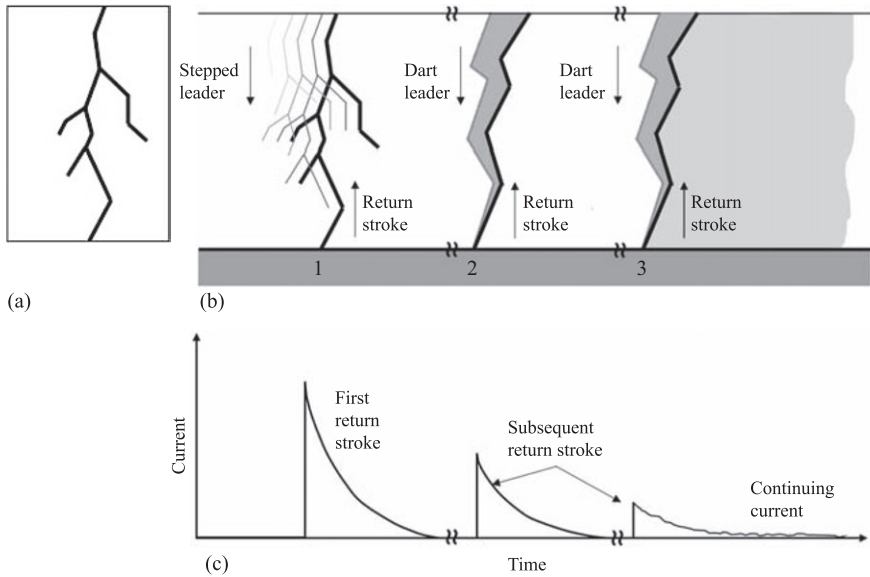 Stepped
leader
Dart
leader
Dart
leader
Return
stroke
Return
stroke
Return
stroke
1
2
3
(a)
(b)
Current
First
return
stroke
Subsequent
return stroke
Continuing
current
(c)
Time